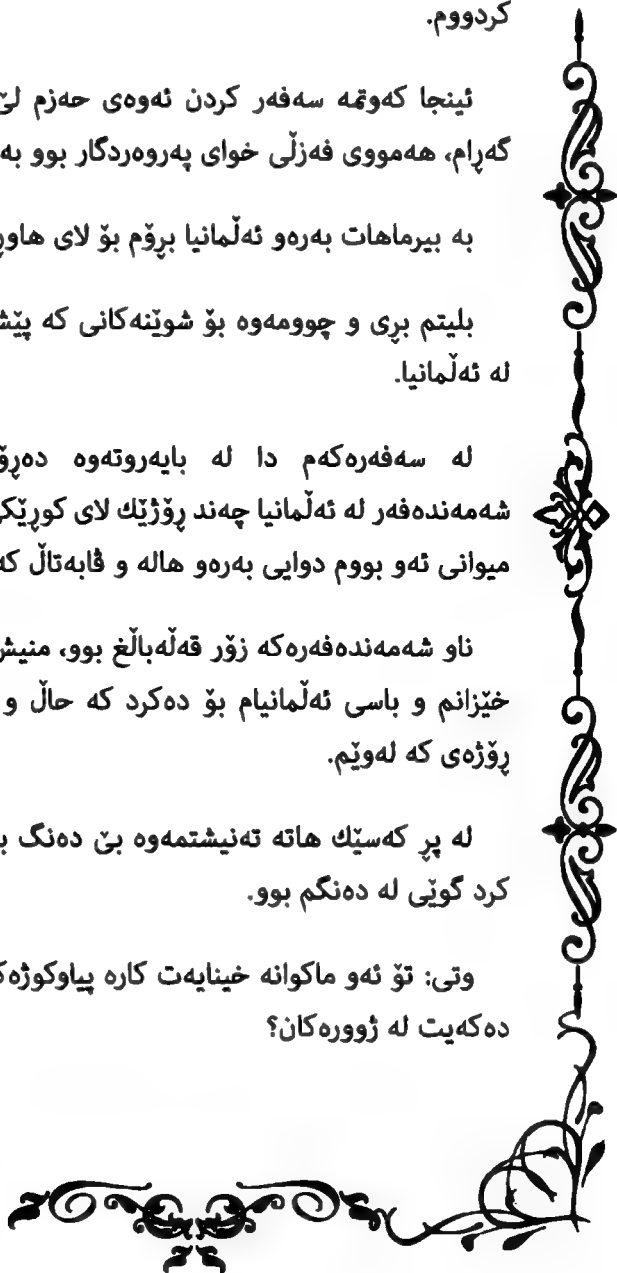 کردووم.
ئینجا کەوتمە سەفەر کردن ئەوەی حەزم لێ
گەڕام، هەمووی فەزڵی خوای پەروەردگار بوو بە
بە بیرماهات بەرەو ئەڵمانیا بڕۆم بۆ لای هاوڕ
بلیتم بڕی و چوومەوە بۆ شوێنەکانی کە پێش
لە ئەڵمانیا.
لە سەفەرەکەم دا لە بایەروتەوە دەڕۆ
شەمەندەفەر لە ئەڵمانیا چەند ڕۆژێك لای کوڕێکی
میوانی ئەو بووم دوایی بەرەو هالە و ڤابەتاڵ کە
ناو شەمەندەفەرەکە زۆر قەڵەباڵغ بوو، منیش
خێزانم و باسی ئەڵمانیام بۆ دەکرد کە حاڵ و
ڕۆژەی کە لەوێم.
لە پڕ کەسێك هاتە تەنیشتمەوە بێ دەنگ ب
کرد گوێی لە دەنگم بوو.
وتی: تۆ ئەو ماکوانە خینایەت کارە پیاوکوژەک
دەکەیت لە ژوورەکان؟